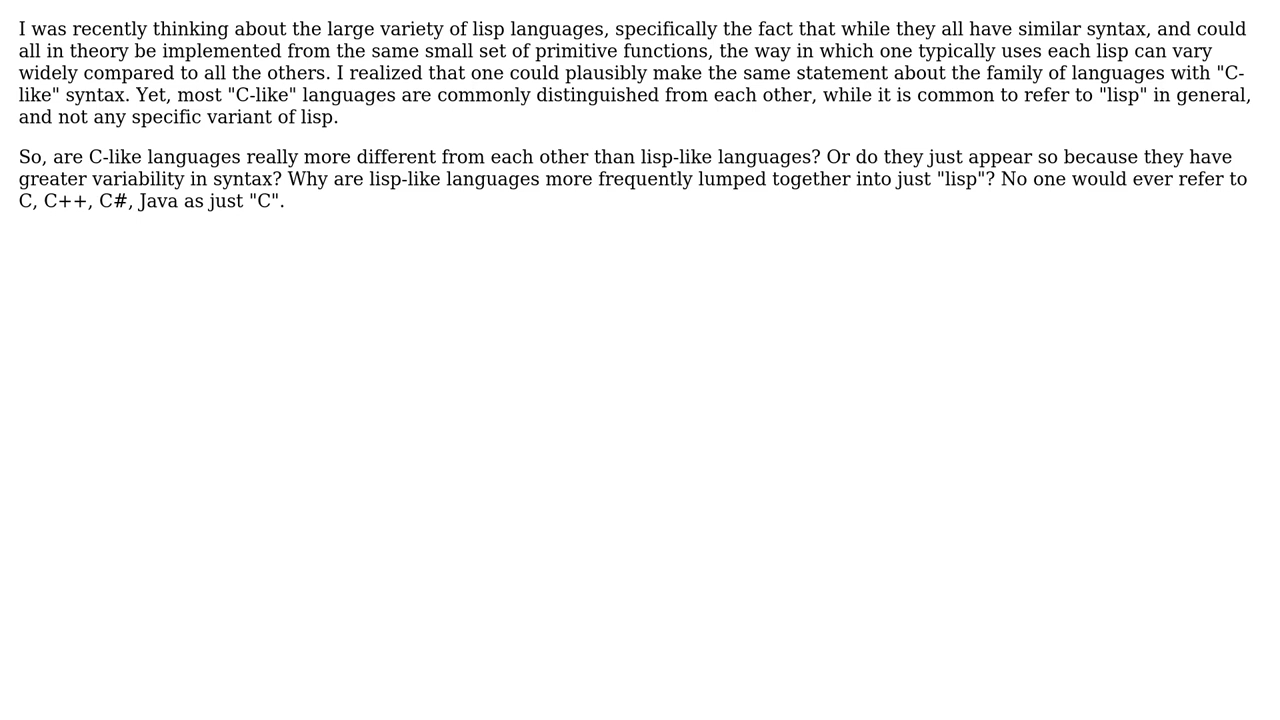 I was recently thinking about the large variety of lisp languages, specifically the fact that while they all have similar syntax, and could
all in theory be implemented from the same small set of primitive functions, the way in which one typically uses each lisp can vary
widely compared to all the others. I realized that one could plausibly make the same statement about the family of languages with "C-
like" syntax. Yet, most "C-like" languages are commonly distinguished from each other, while it is common to refer to "lisp" in general,
and not any specific variant of lisp.
So, are C-like languages really more different from each other than lisp-like languages? Or do they just appear so because they have
greater variability in syntax? Why are lisp-like languages more frequently lumped together into just "lisp"? No one would ever refer to
C, C++, C#, Java as just "C".